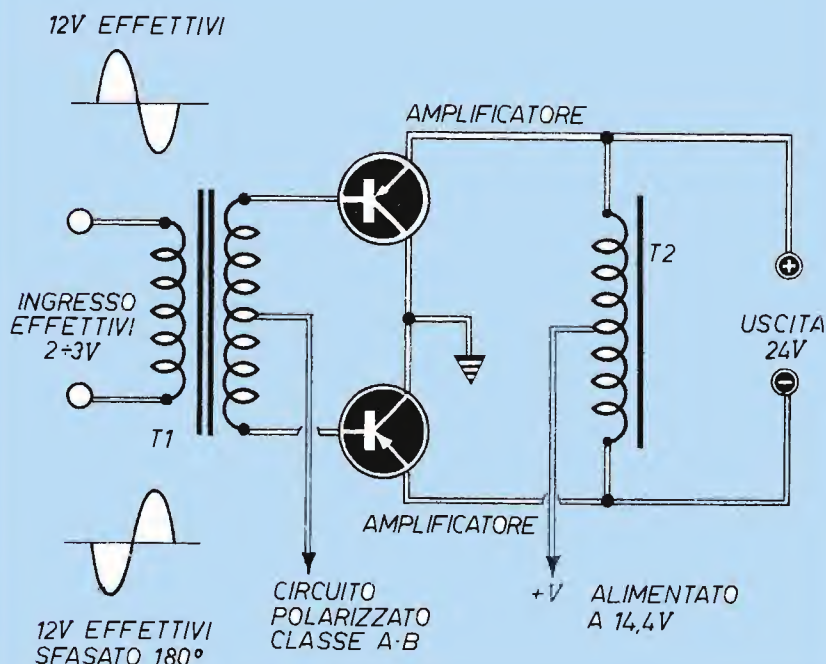 12V EFFETTIVI
AMPLIFICATORE
INGRESSO
EFFETTIVI
2÷3V
T1
T2
+
USCITA
24V
-
AMPLIFICATORE
12V EFFETTIVI
SFASATO 180°
CIRCUITO
POLARIZZATO
CLASSE A-B
+V
ALIMENTATO
A 14,4V